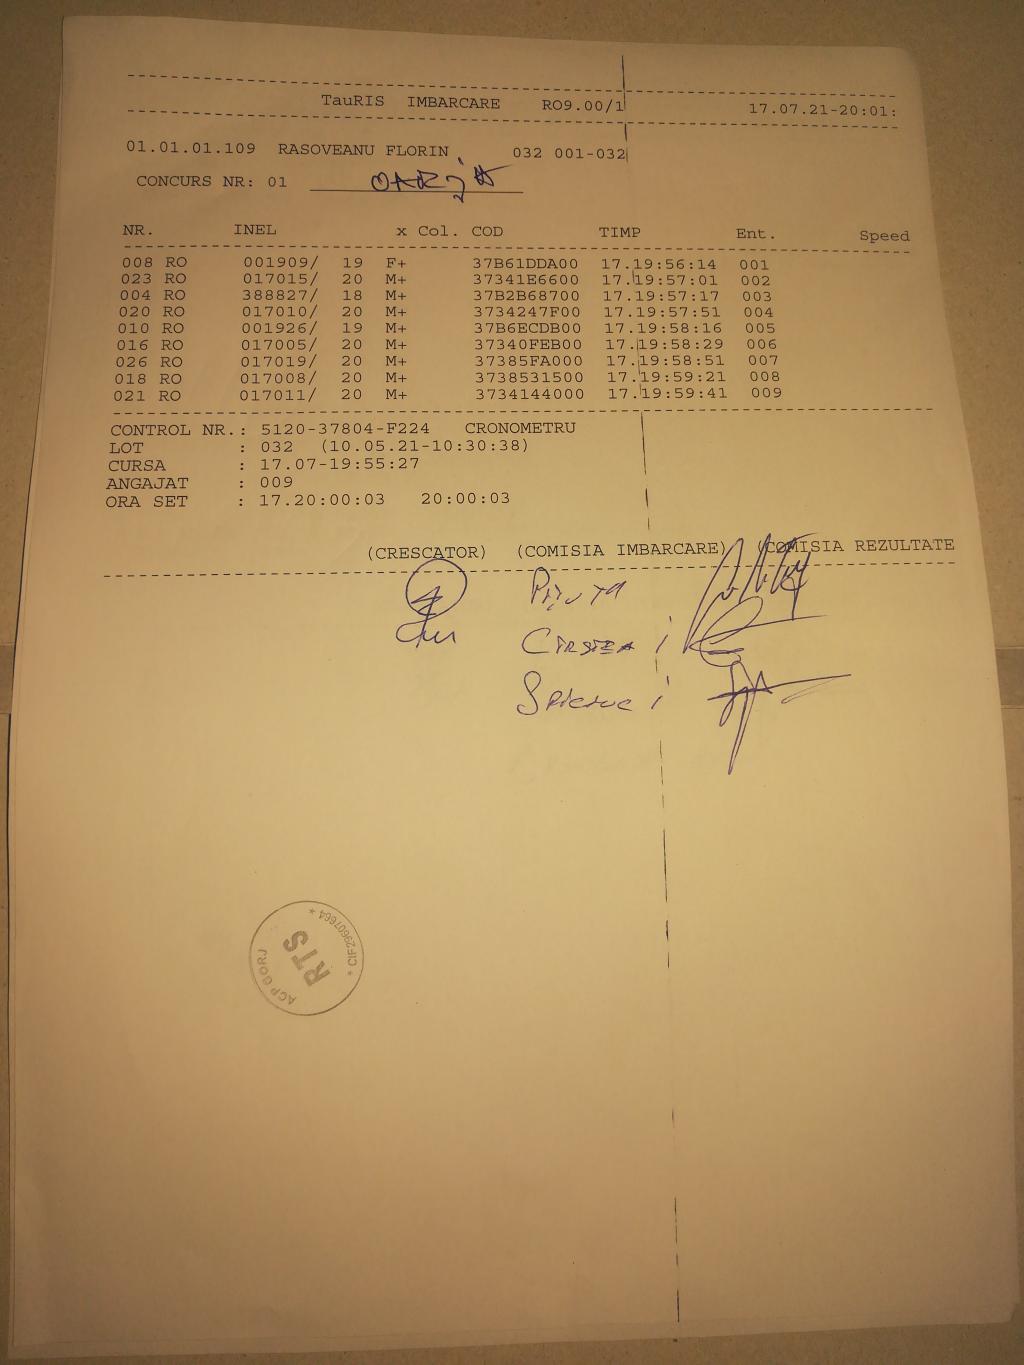 TauRIS IMBARCARE RO9.00/1 17.07.21-20:01:
01.01.01.109 RASOVEANU FLORIN 032 001-032
CONCURS NR: 01
NR. INEL x Col. COD TIMP Ent. Speed
008 RO 001909/ 19 F+ 37B61DDA00 17.19:56:14 001
023 RO 017015/ 20 M+ 37341E6600 17.19:57:01 002
004 RO 388827/ 18 M+ 37B2B68700 17.19:57:17 003
020 RO 017010/ 20 M+ 3734247F00 17.19:57:51 004
010 RO 001926/ 19 M+ 37B6ECDB00 17.19:58:16 005
016 RO 017005/ 20 M+ 37340FEB00 17.19:58:29 006
026 RO 017019/ 20 M+ 37385FA000 17.19:58:51 007
018 RO 017008/ 20 M+ 3738531500 17.19:59:21 008
021 RO 017011/ 20 M+ 3734144000 17.19:59:41 009
CONTROL NR.: 5120-37804-F224 CRONOMETRU
LOT : 032 (10.05.21-10:30:38)
CURSA : 17.07-19:55:27
ANGAJAT : 009
ORA SET : 17.20:00:03 20:00:03
(CRESCATOR) (COMISIA IMBARCARE) (COMISIA REZULTATE
ACP GORJ
RTS
* CIF29607664 *